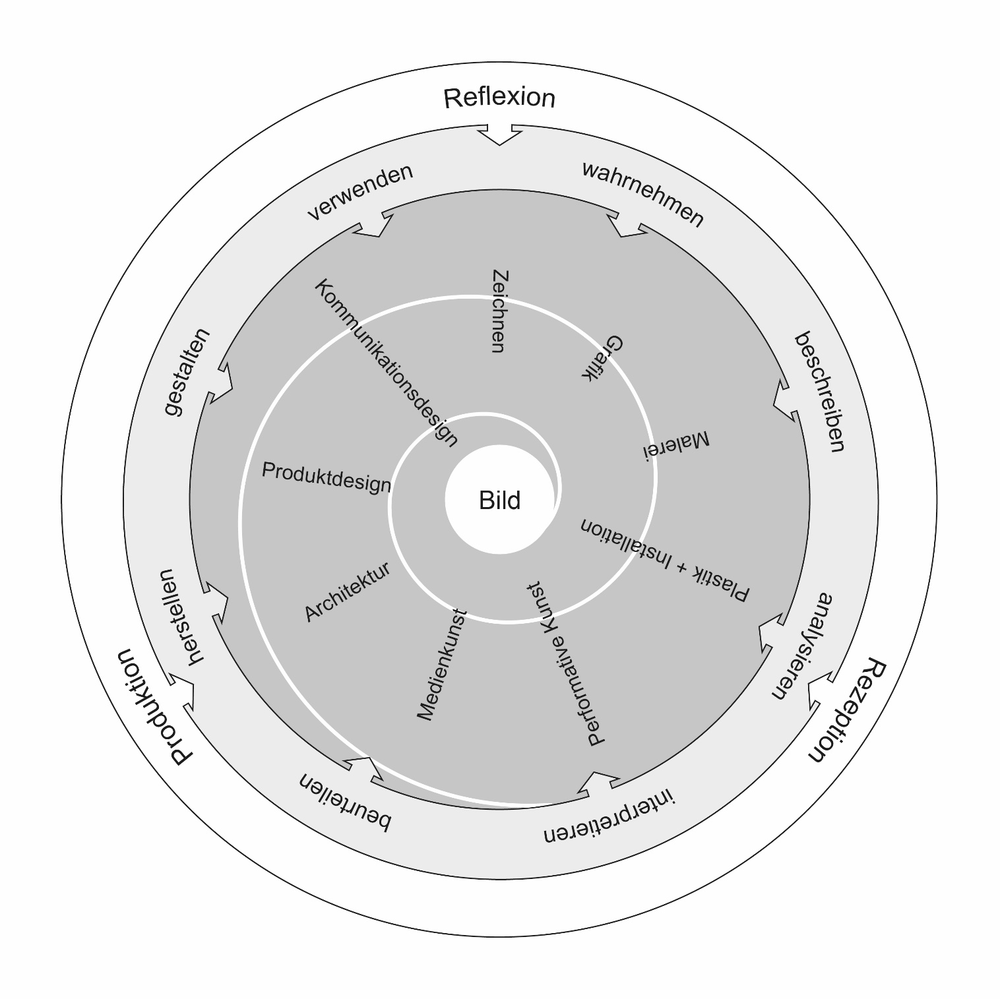 Reflexion
Rezeption
Produktion
wahrnehmen
beschreiben
analysieren
interpretieren
beurteilen
herstellen
gestalten
verwenden
Zeichnen
Grafik
Malerei
Plastik + Installation
Performative Kunst
Medienkunst
Architektur
Produktdesign
Kommunikationsdesign
Bild